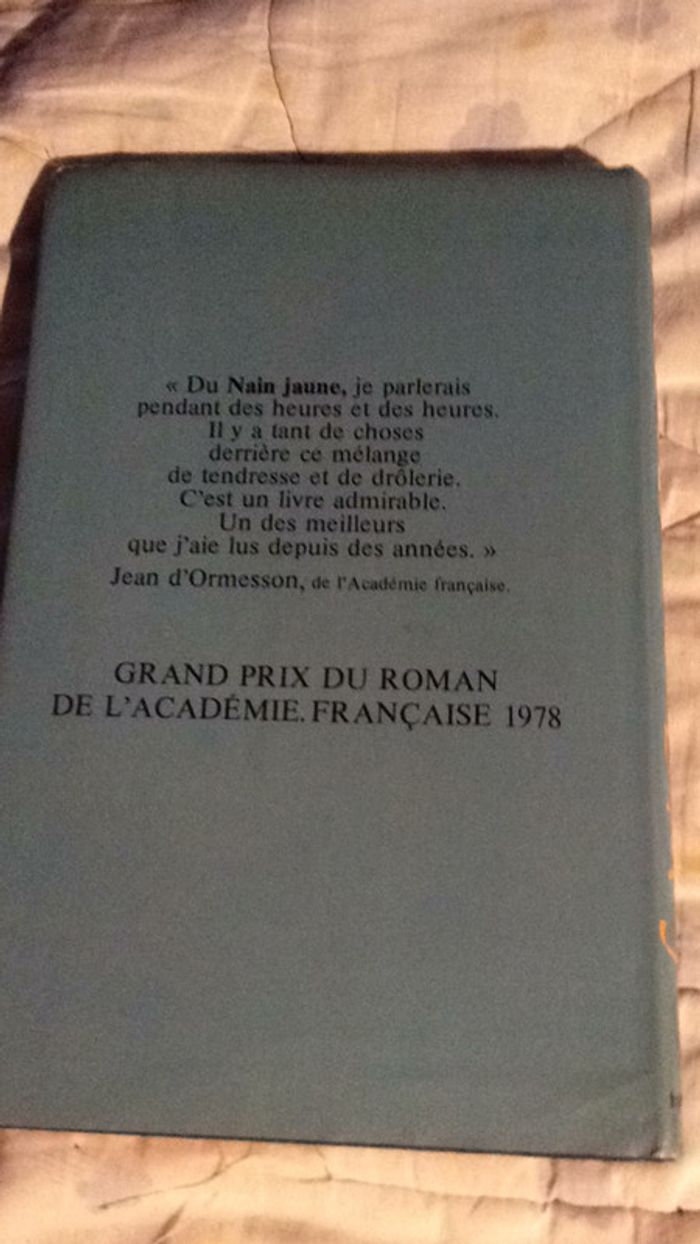 « Du Nain jaune, je parlerais
pendant des heures et des heures.
Il y a tant de choses
derrière ce mélange
de tendresse et de drôlerie.
C'est un livre admirable.
Un des meilleurs
que j'aie lus depuis des années. »
Jean d'Ormesson, de l'Académie française.
GRAND PRIX DU ROMAN
DE L'ACADÉMIE.FRANÇAISE 1978